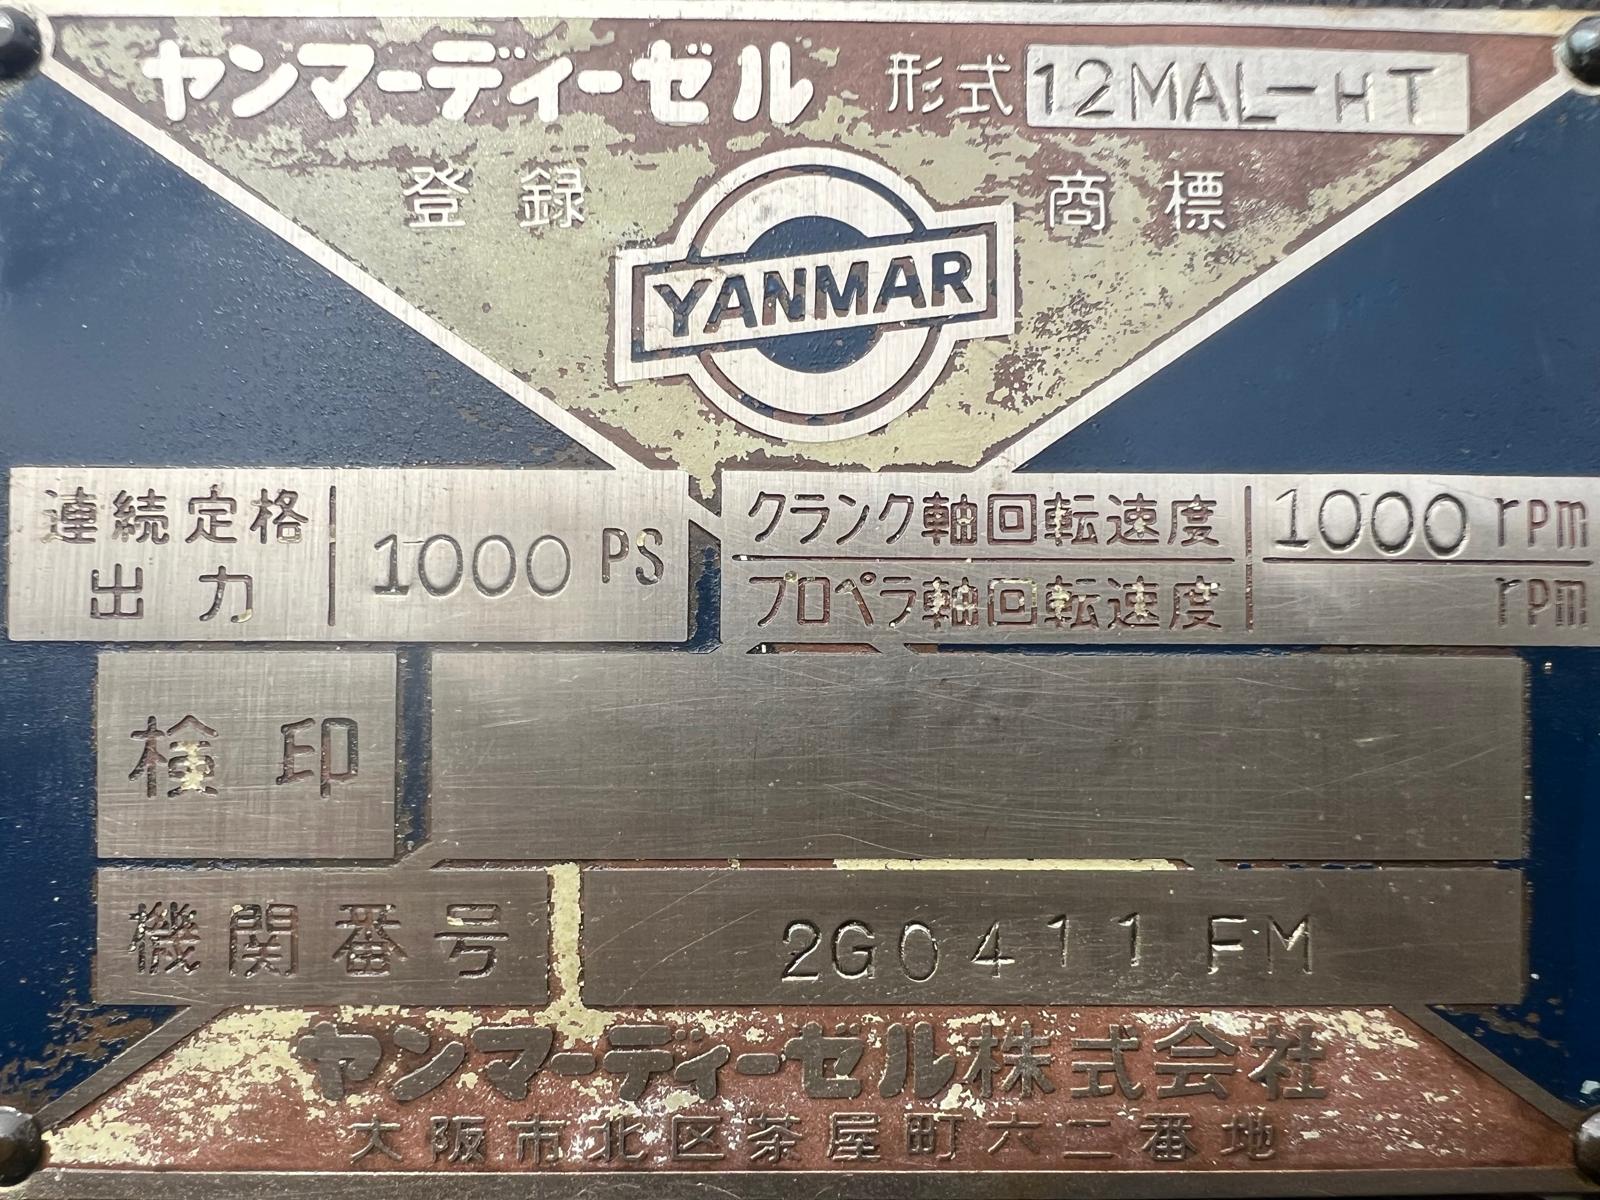 ヤンマーディーゼル 形式 12MAL-HT
登録 商標
YANMAR
連続定格出力 1000 PS
クランク軸回転速度 1000 rpm
プロペラ軸回転速度 rpm
検印
機関番号 2G0411FM
ヤンマーディーゼル株式会社
大阪市北区茶屋町六二番地